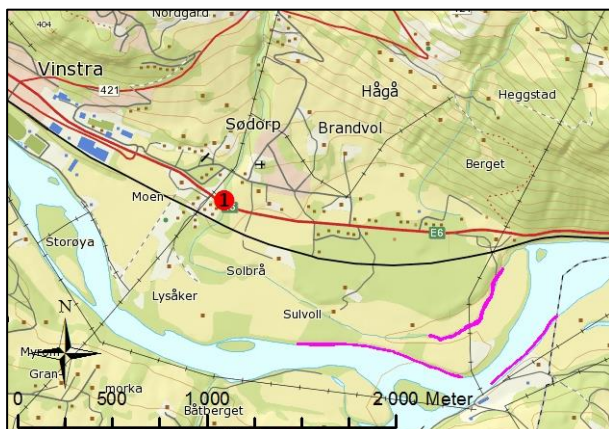 Nordgard
404
Vinstra
421
Hågå
Heggstad
Sødorp
Brandvol
Berget
Moen
1
E6
Storøya
Solbrå
Lysåker
Sulvoll
N
Gran
morka
Båtberget
0 500 1 000 2 000 Meter